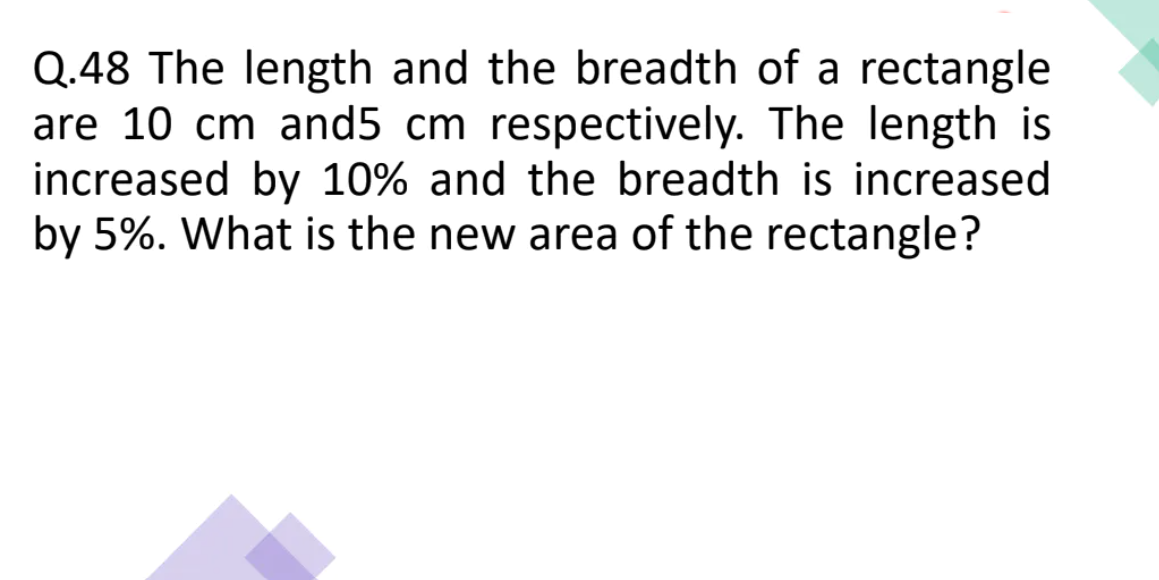 Q.48 The length and the breadth of a rectangle
are 10 cm and5 cm respectively. The length is
increased by 10% and the breadth is increased
by 5%. What is the new area of the rectangle?